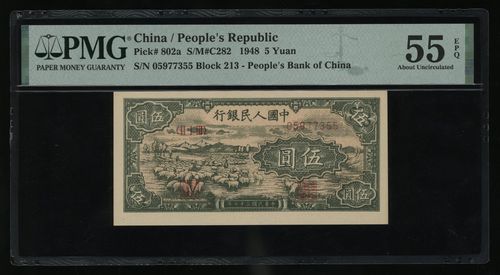 PMG
PAPER MONEY GUARANTY
China / People's Republic
Pick# 802a S/M#C282 1948 5 Yuan
S/N 05977355 Block 213 - People's Bank of China
55 EPQ
About Uncirculated
圓伍
行銀民人國中
伍
05977355
圓伍
伍
圓伍